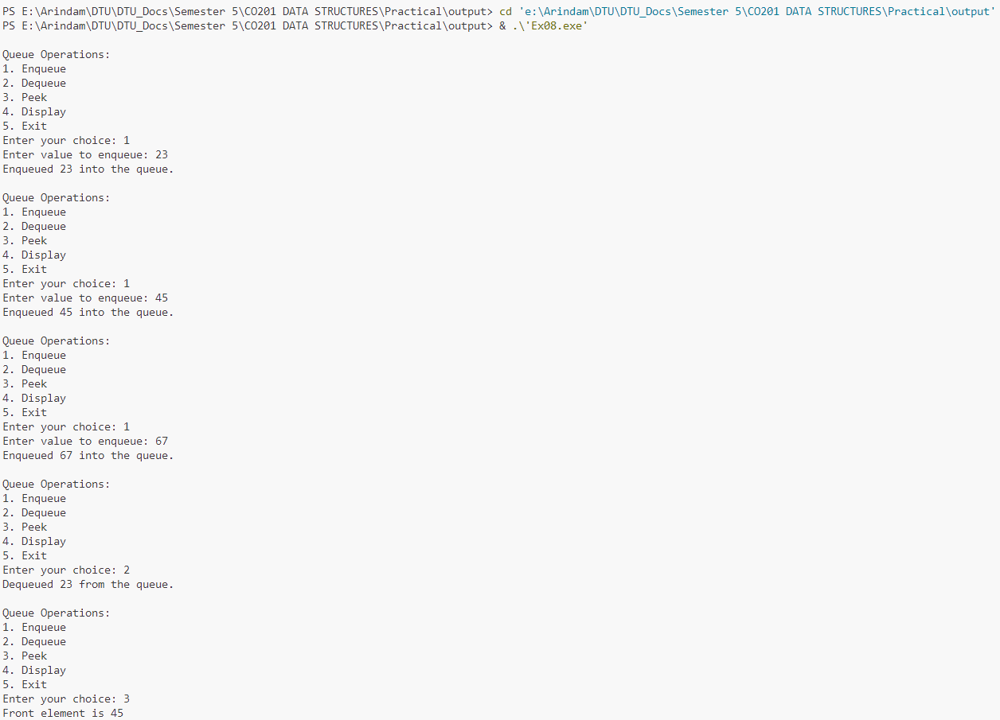 PS E:\Arindam\DTU\DTU_Docs\Semester 5\CO201 DATA STRUCTURES\Practical\output> cd 'e:\Arindam\DTU\DTU_Docs\Semester 5\CO201 DATA STRUCTURES\Practical\output'
PS E:\Arindam\DTU\DTU_Docs\Semester 5\CO201 DATA STRUCTURES\Practical\output> & .\'Ex08.exe'

Queue Operations:
1. Enqueue
2. Dequeue
3. Peek
4. Display
5. Exit
Enter your choice: 1
Enter value to enqueue: 23
Enqueued 23 into the queue.

Queue Operations:
1. Enqueue
2. Dequeue
3. Peek
4. Display
5. Exit
Enter your choice: 1
Enter value to enqueue: 45
Enqueued 45 into the queue.

Queue Operations:
1. Enqueue
2. Dequeue
3. Peek
4. Display
5. Exit
Enter your choice: 1
Enter value to enqueue: 67
Enqueued 67 into the queue.

Queue Operations:
1. Enqueue
2. Dequeue
3. Peek
4. Display
5. Exit
Enter your choice: 2
Dequeued 23 from the queue.

Queue Operations:
1. Enqueue
2. Dequeue
3. Peek
4. Display
5. Exit
Enter your choice: 3
Front element is 45